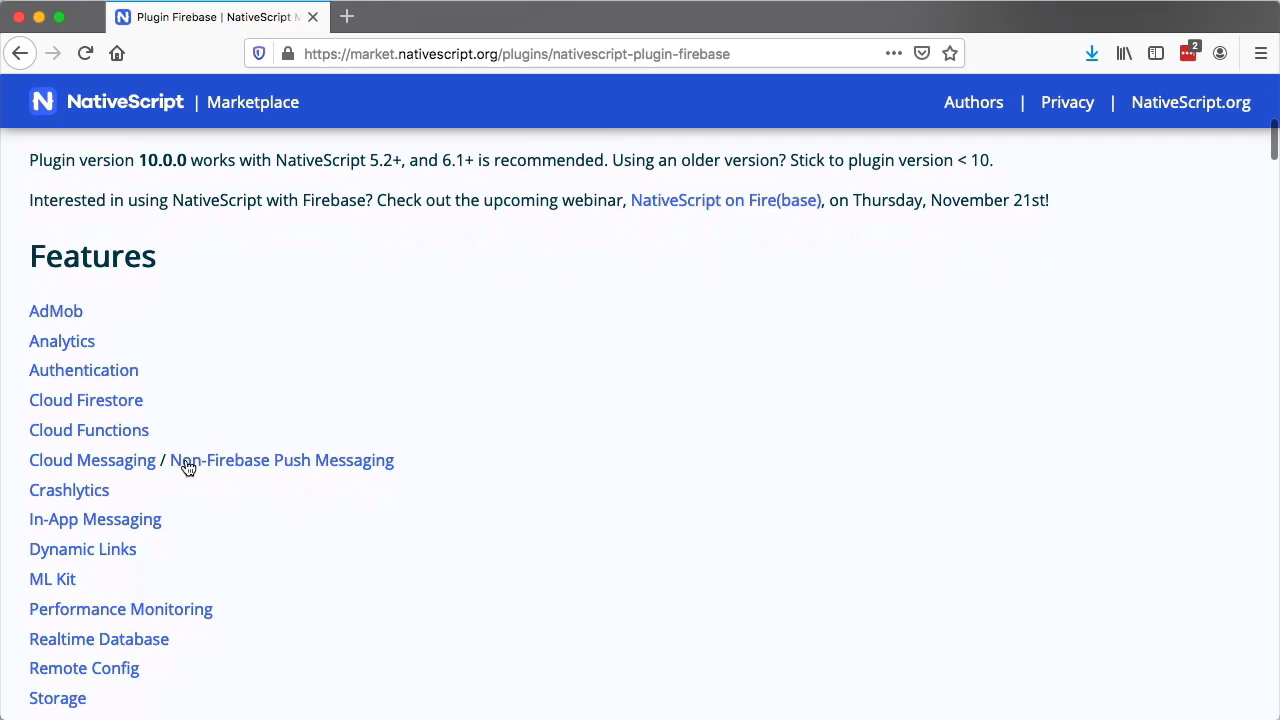 Plugin Firebase | NativeScript M
https://market.nativescript.org/plugins/nativescript-plugin-firebase
2
N NativeScript | Marketplace
Authors | Privacy | NativeScript.org
Plugin version 10.0.0 works with NativeScript 5.2+, and 6.1+ is recommended. Using an older version? Stick to plugin version < 10.
Interested in using NativeScript with Firebase? Check out the upcoming webinar, NativeScript on Fire(base), on Thursday, November 21st!
Features
AdMob
Analytics
Authentication
Cloud Firestore
Cloud Functions
Cloud Messaging / Non-Firebase Push Messaging
Crashlytics
In-App Messaging
Dynamic Links
ML Kit
Performance Monitoring
Realtime Database
Remote Config
Storage